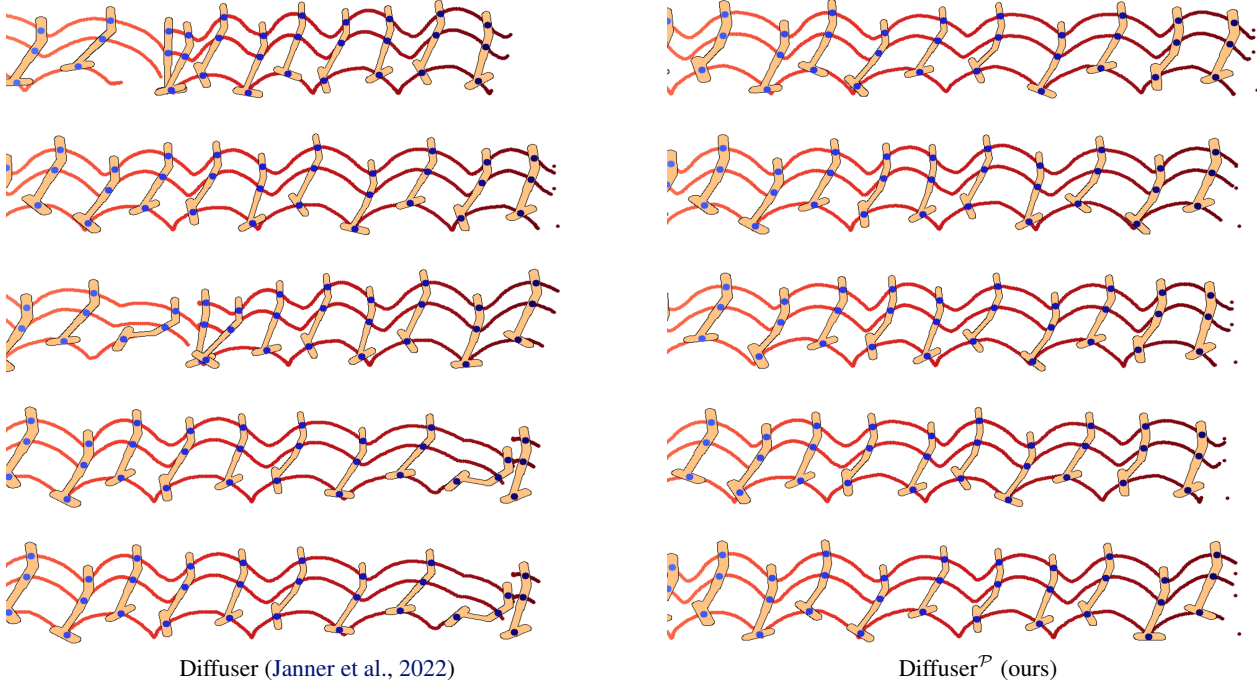 Diffuser (Janner et al., 2022)
Diffuser^𝒫 (ours)